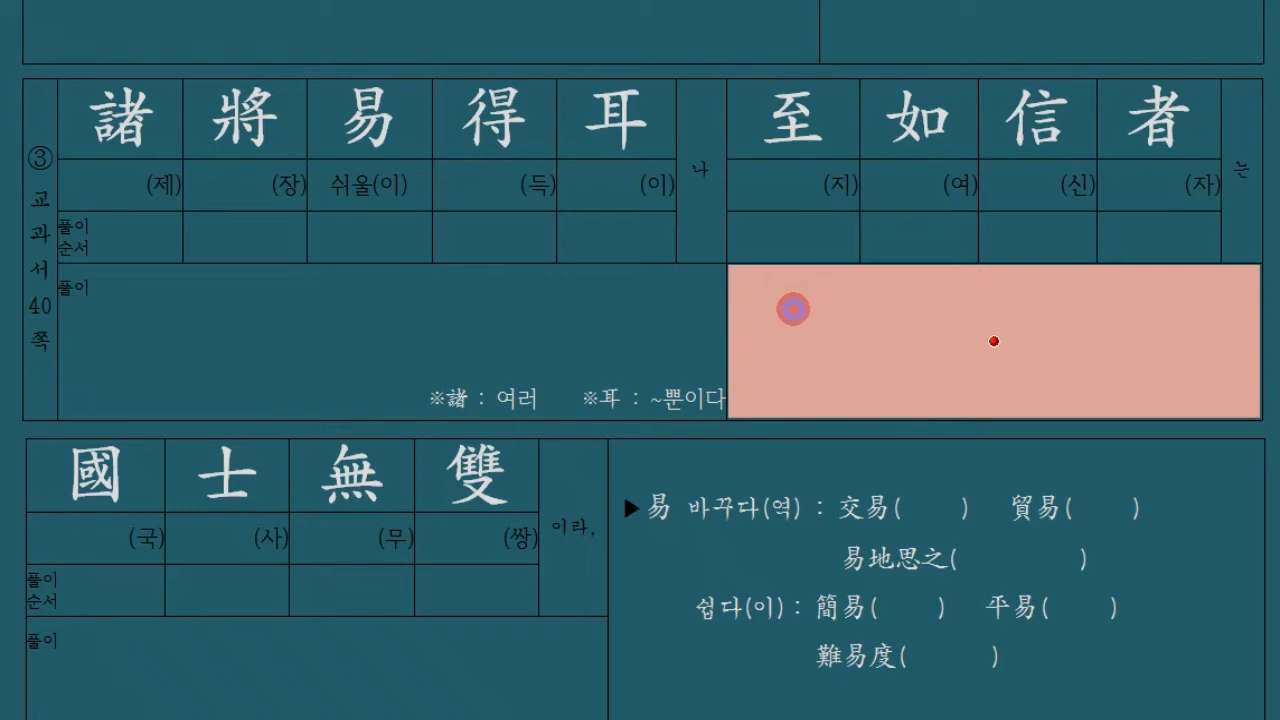 ③ 교과서 40쪽
諸 將 易 得 耳 나 至 如 信 者 는
(제) (장) 쉬울(이) (득) (이) (지) (여) (신) (자)
풀이
순서
풀이
※諸 : 여러 ※耳 : ~뿐이다
國 士 無 雙 이라,
(국) (사) (무) (쌍)
풀이
순서
풀이
▶易 바꾸다(역) : 交易( ) 貿易( )
易地思之( )
쉽다(이) : 簡易( ) 平易( )
難易度( )